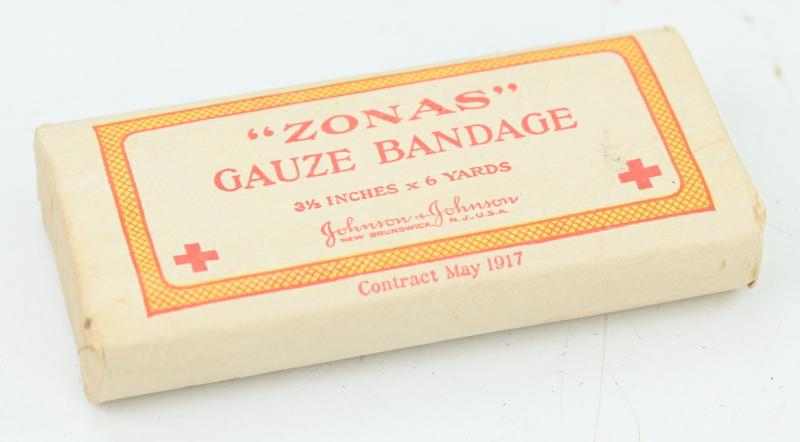 "ZONAS"
GAUZE BANDAGE
3½ INCHES x 6 YARDS
Johnson & Johnson
NEW BRUNSWICK, N.J., U.S.A.
Contract May 1917